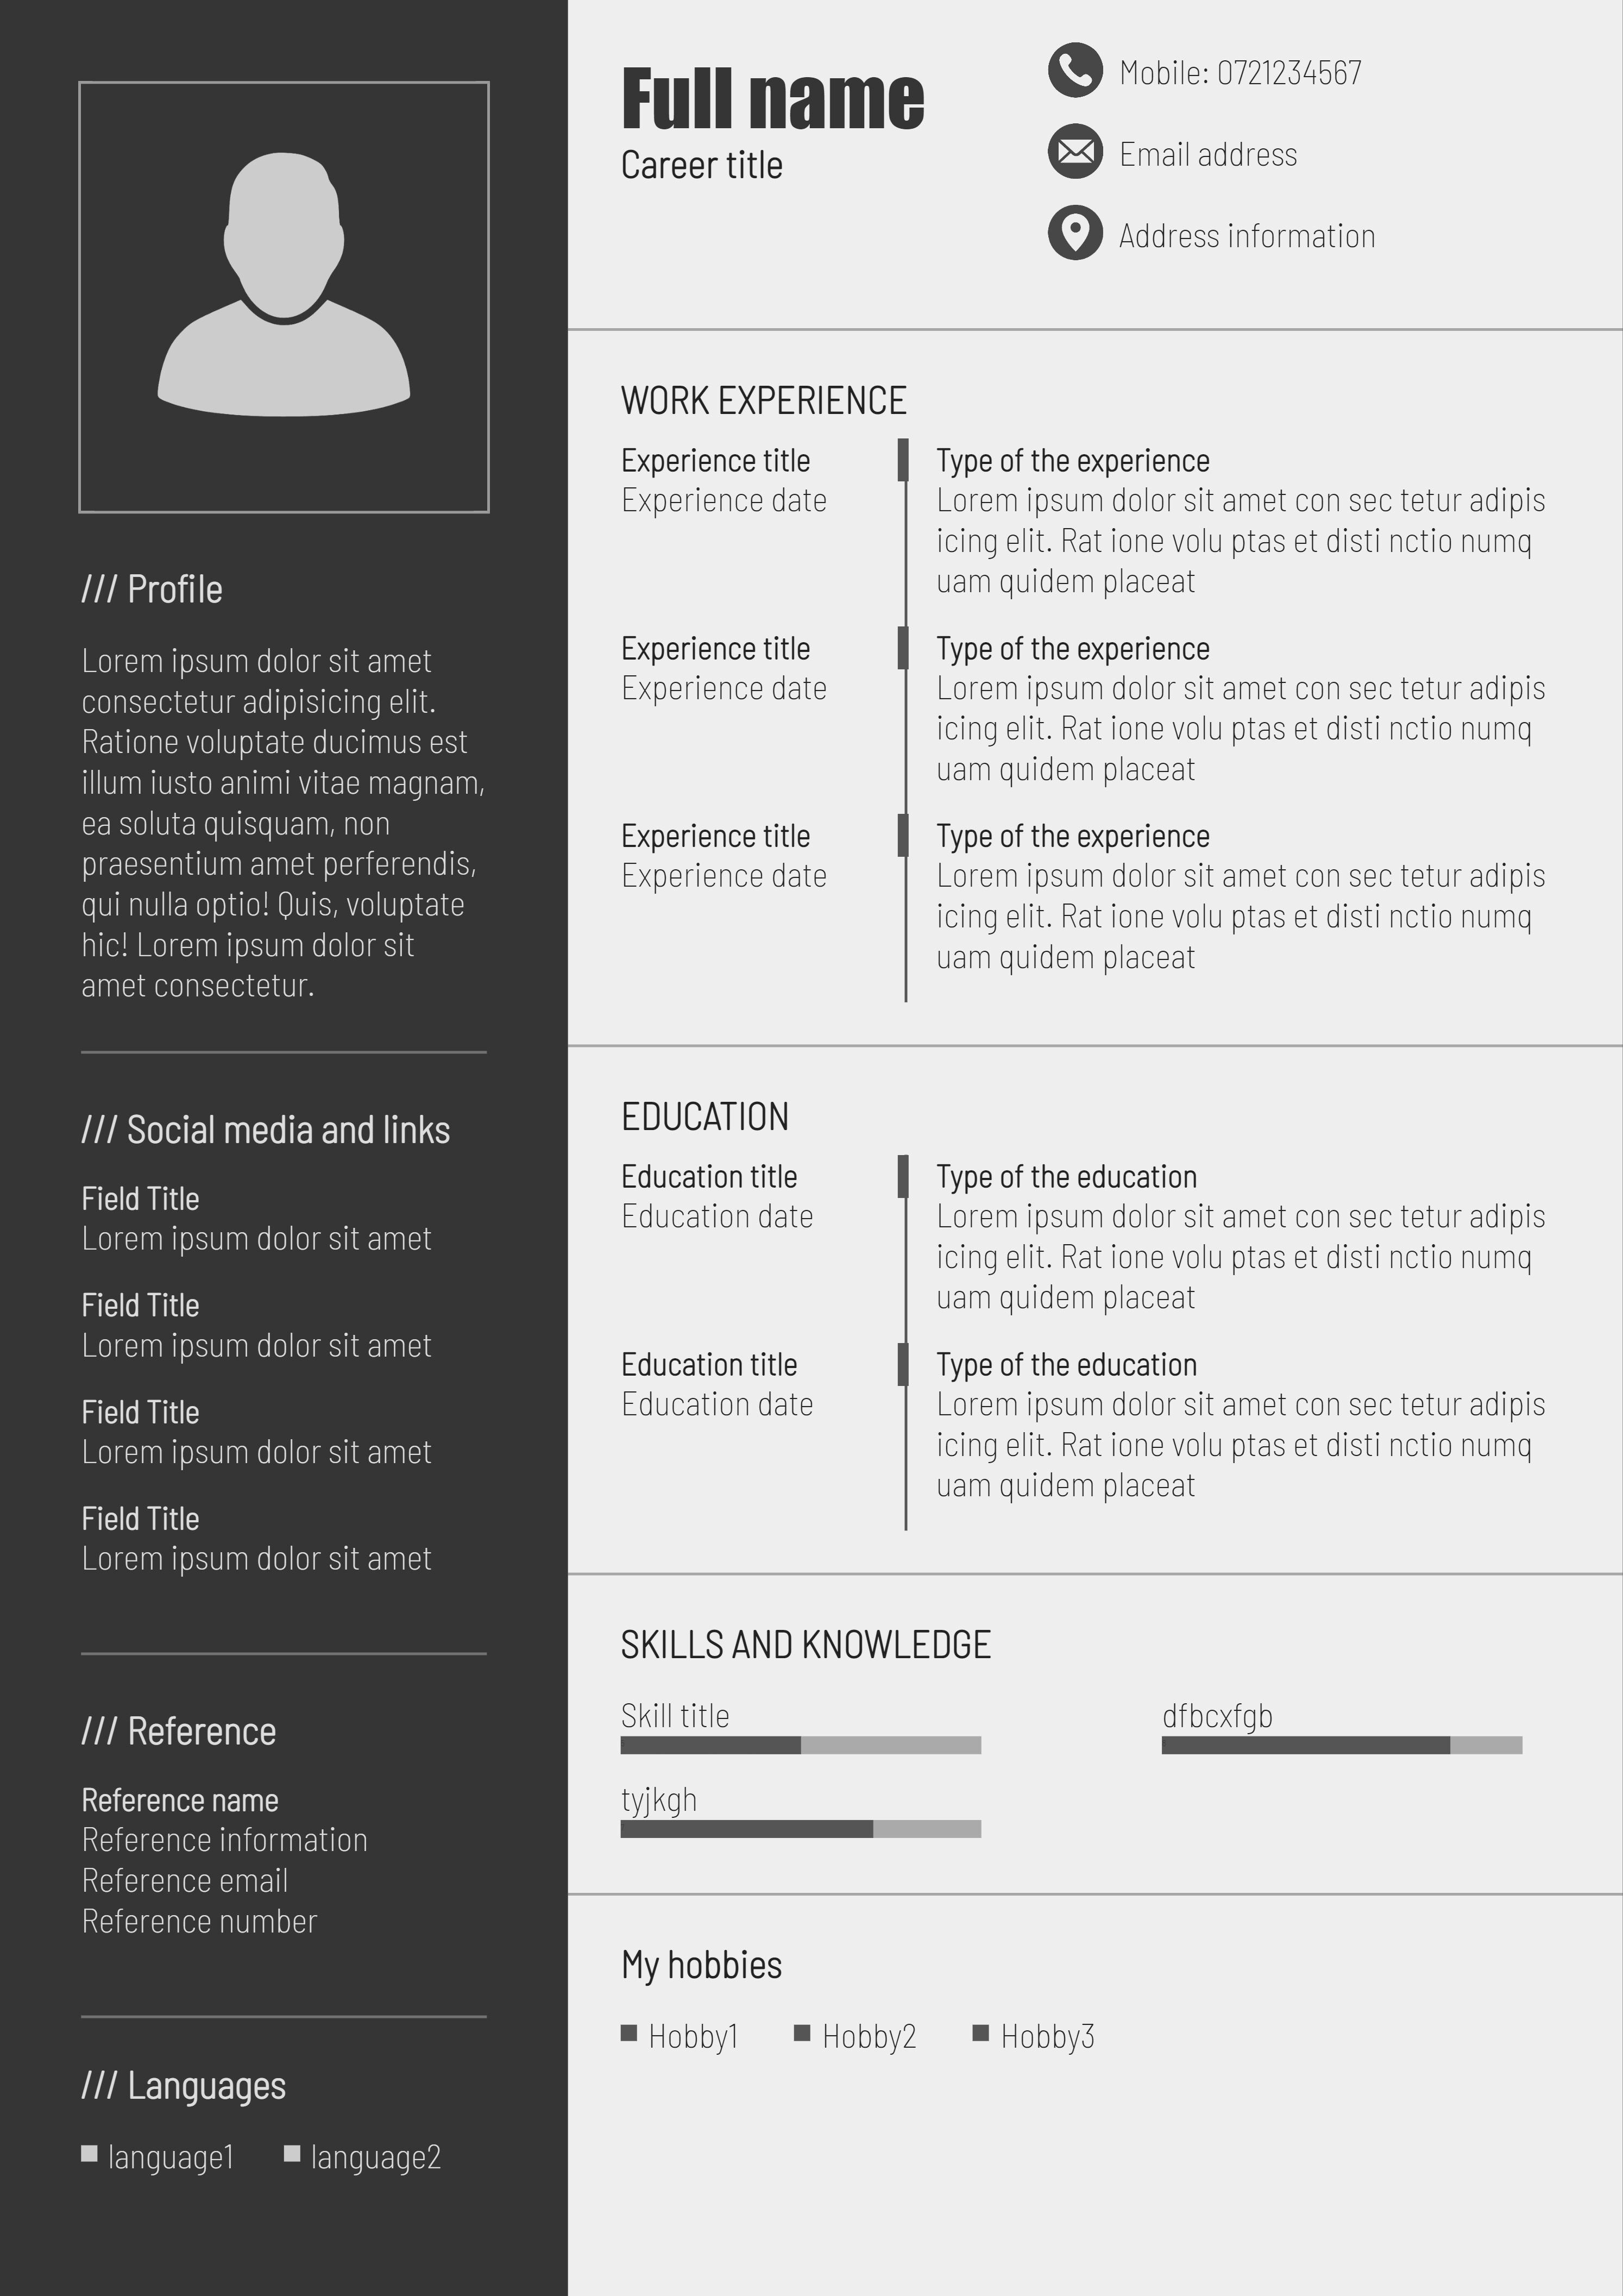 /// Profile
Lorem ipsum dolor sit amet
consectetur adipisicing elit.
Ratione voluptate ducimus est
illum iusto animi vitae magnam,
ea soluta quisquam, non
praesentium amet perferendis,
qui nulla optio! Quis, voluptate
hic! Lorem ipsum dolor sit
amet consectetur.
/// Social media and links
Field Title
Lorem ipsum dolor sit amet
Field Title
Lorem ipsum dolor sit amet
Field Title
Lorem ipsum dolor sit amet
Field Title
Lorem ipsum dolor sit amet
/// Reference
Reference name
Reference information
Reference email
Reference number
/// Languages
language1 language2
Full name
Career title
Mobile: 0721234567
Email address
Address information
WORK EXPERIENCE
Experience title
Experience date
Type of the experience
Lorem ipsum dolor sit amet con sec tetur adipis
icing elit. Rat ione volu ptas et disti nctio numq
uam quidem placeat
Experience title
Experience date
Type of the experience
Lorem ipsum dolor sit amet con sec tetur adipis
icing elit. Rat ione volu ptas et disti nctio numq
uam quidem placeat
Experience title
Experience date
Type of the experience
Lorem ipsum dolor sit amet con sec tetur adipis
icing elit. Rat ione volu ptas et disti nctio numq
uam quidem placeat
EDUCATION
Education title
Education date
Type of the education
Lorem ipsum dolor sit amet con sec tetur adipis
icing elit. Rat ione volu ptas et disti nctio numq
uam quidem placeat
Education title
Education date
Type of the education
Lorem ipsum dolor sit amet con sec tetur adipis
icing elit. Rat ione volu ptas et disti nctio numq
uam quidem placeat
SKILLS AND KNOWLEDGE
Skill title
dfbcxfgb
tyjkgh
My hobbies
Hobby1 Hobby2 Hobby3